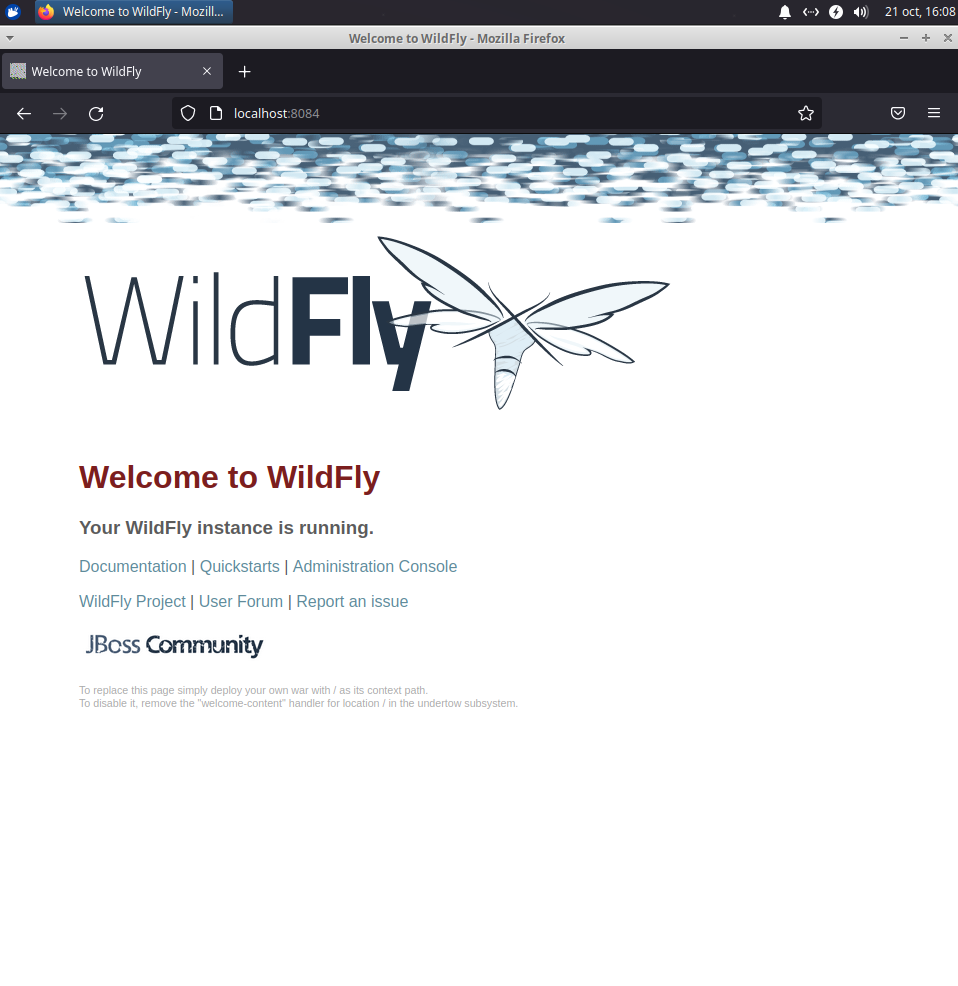 Welcome to WildFly - Mozill...
21 oct, 16:08
Welcome to WildFly - Mozilla Firefox
Welcome to WildFly
localhost:8084
WildFly
Welcome to WildFly
Your WildFly instance is running.
Documentation | Quickstarts | Administration Console
WildFly Project | User Forum | Report an issue
JBoss Community
To replace this page simply deploy your own war with / as its context path.
To disable it, remove the "welcome-content" handler for location / in the undertow subsystem.